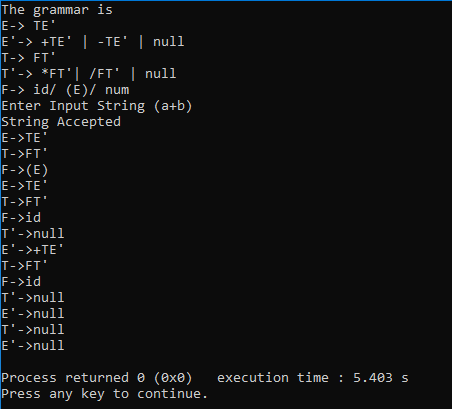 The grammar is
E-> TE'
E'-> +TE' | -TE' | null
T-> FT'
T'-> *FT'| /FT' | null
F-> id/ (E)/ num
Enter Input String (a+b)
String Accepted
E->TE'
T->FT'
F->(E)
E->TE'
T->FT'
F->id
T'->null
E'->+TE'
T->FT'
F->id
T'->null
E'->null
T'->null
E'->null
Process returned 0 (0x0)   execution time : 5.403 s
Press any key to continue.